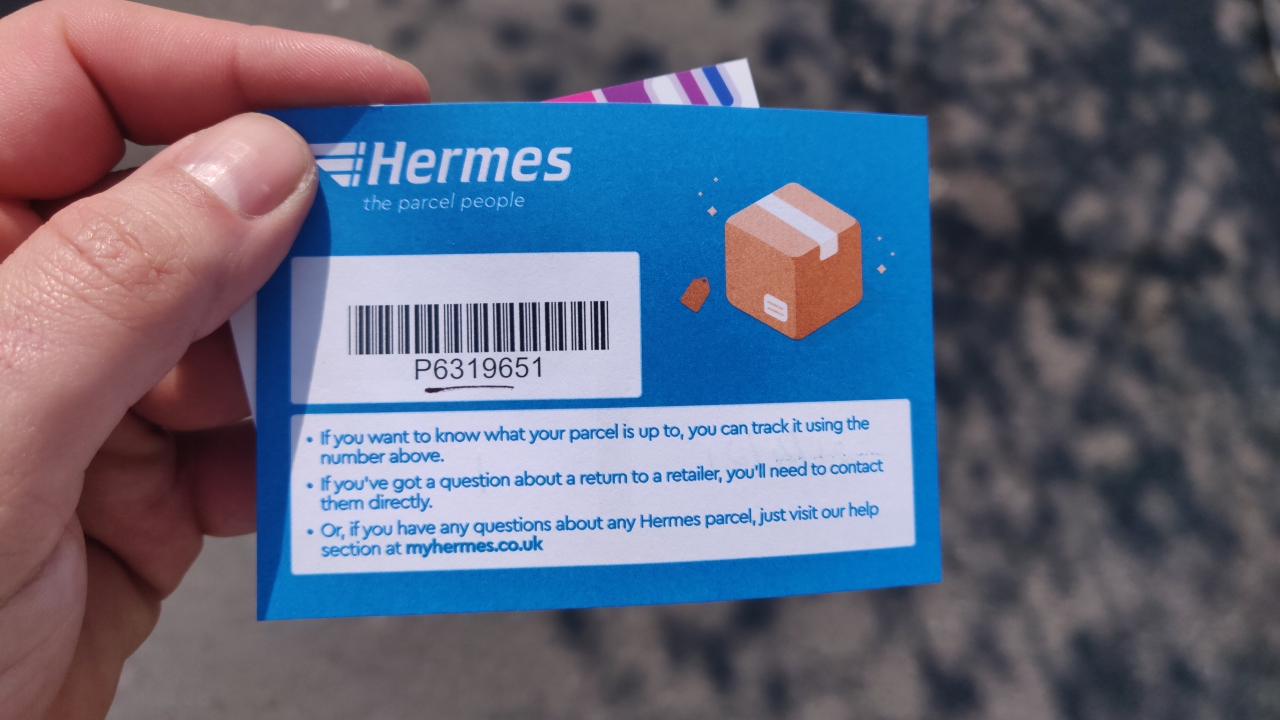 Hermes
the parcel people
P6319651
• If you want to know what your parcel is up to, you can track it using the
number above.
• If you've got a question about a return to a retailer, you'll need to contact
them directly.
• Or, if you have any questions about any Hermes parcel, just visit our help
section at myhermes.co.uk